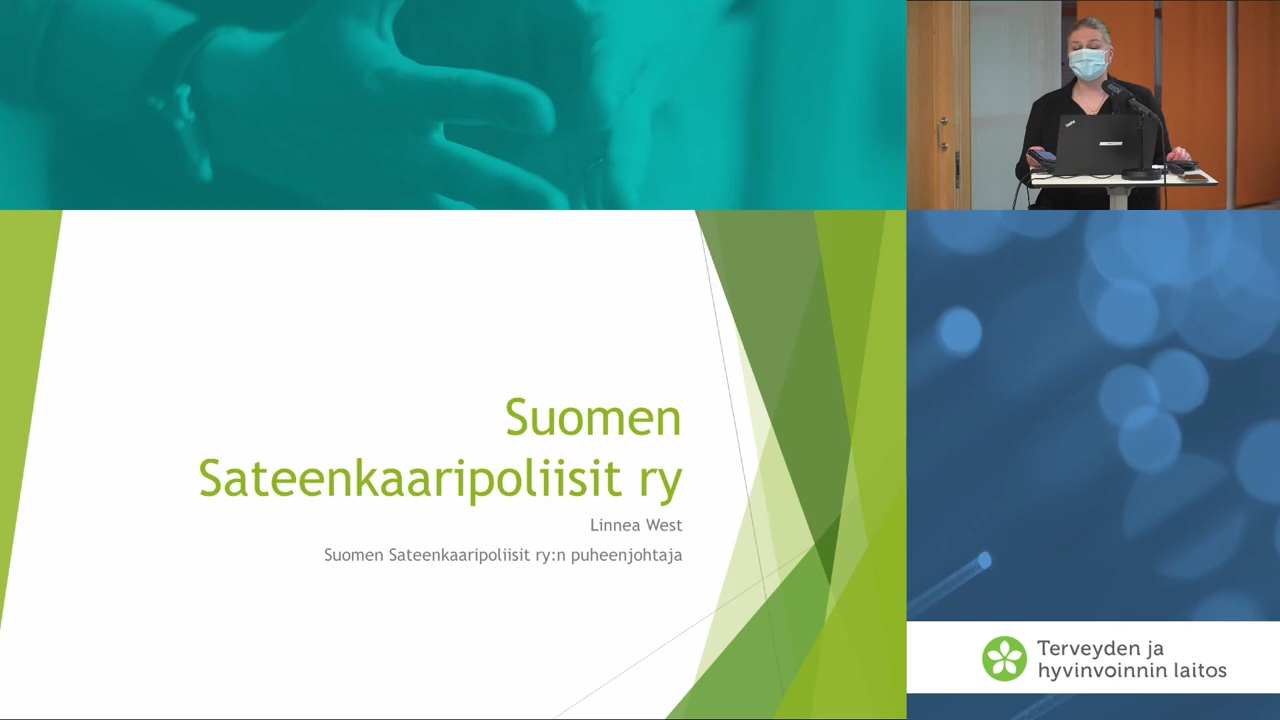 Suomen
Sateenkaaripoliisit ry
Linnea West
Suomen Sateenkaaripoliisit ry:n puheenjohtaja
Terveyden ja
hyvinvoinnin laitos